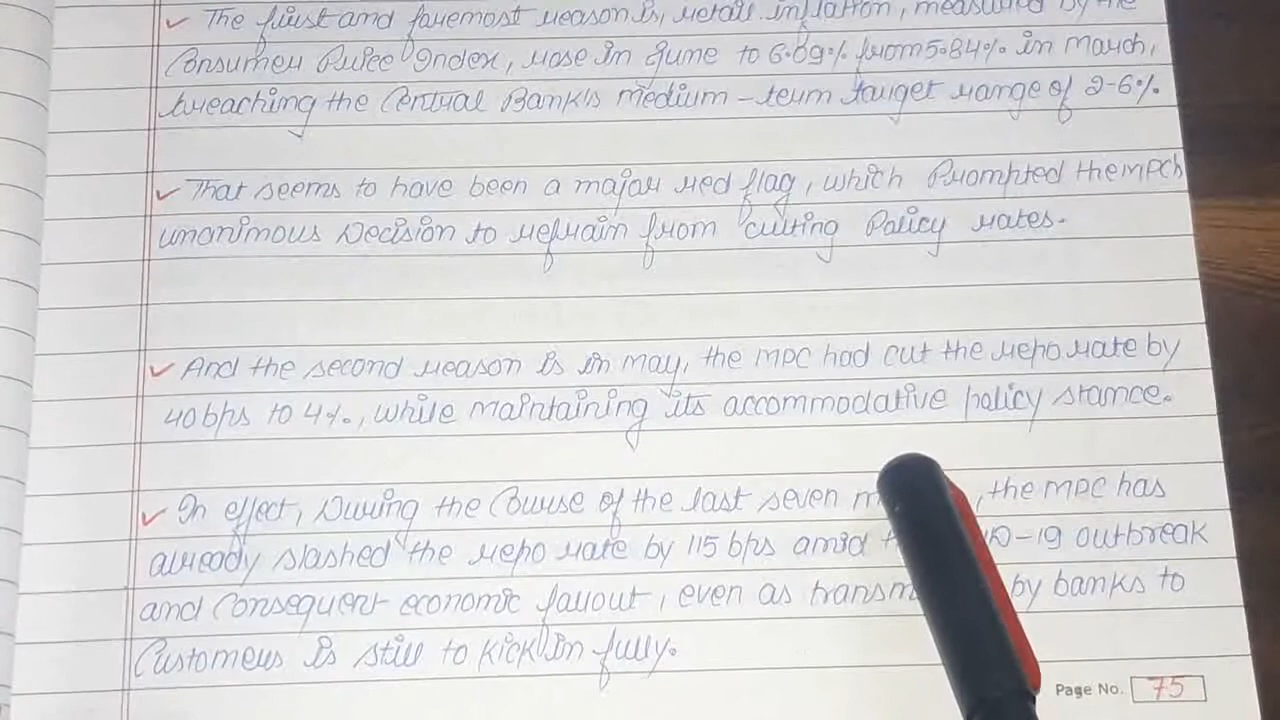 ✓ The first and foremost reason is, retail inflation, measured by the
Consumer Price Index, rose in June to 6.09% from 5.84% in March,
breaching the Central Bank's medium-term target range of 2-6%.
✓ That seems to have been a major red flag, which Prompted the MPC's
unanimous Decision to refrain from cutting Policy rates.
✓ And the second reason is in may, the MPC had cut the repo rate by
40 bps to 4%, while maintaining its accommodative policy stance.
✓ In effect, During the Course of the last seven m , the MPC has
already slashed the repo rate by 115 bps amid -19 outbreak
and Consequent economic fallout, even as transm by banks to
Customers is still to kick in fully.
Page No. 75